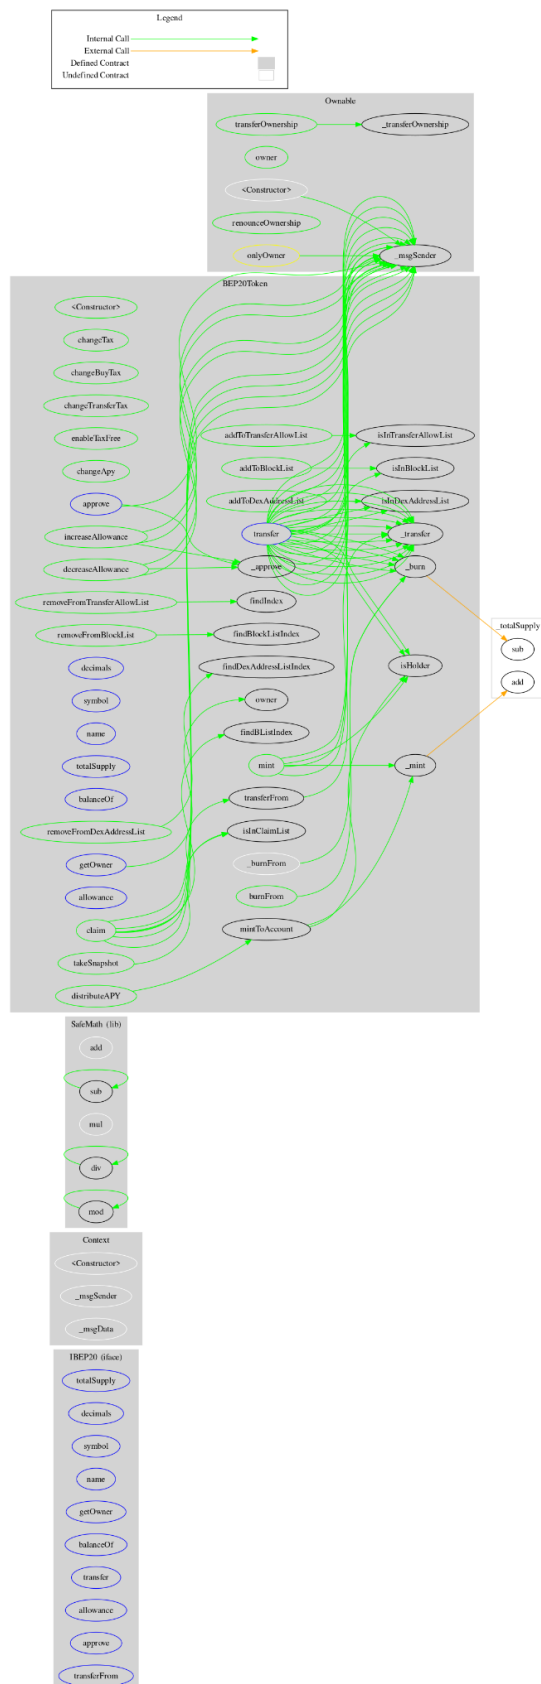 Legend
Internal Call
External Call
Defined Contract
Undefined Contract
Ownable
transferOwnership
_transferOwnership
owner
<Constructor>
renounceOwnership
onlyOwner
_msgSender
BEP20Token
<Constructor>
changeTax
changeBuyTax
changeTransferTax
enableTaxFree
changeApy
approve
increaseAllowance
decreaseAllowance
removeFromTransferAllowList
removeFromBlockList
decimals
symbol
name
totalSupply
balanceOf
removeFromDexAddressList
getOwner
allowance
claim
takeSnapshot
distributeAPY
addToTransferAllowList
addToBlockList
addToDexAddressList
transfer
_approve
findIndex
findBlockListIndex
findDexAddressListIndex
owner
findBListIndex
mint
transferFrom
isInClaimList
_burnFrom
burnFrom
mintToAccount
isInTransferAllowList
isInBlockList
isInDexAddressList
_transfer
_burn
isHolder
_mint
_totalSupply
sub
add
SafeMath (lib)
add
sub
mul
div
mod
Context
<Constructor>
_msgSender
_msgData
IBEP20 (iface)
totalSupply
decimals
symbol
name
getOwner
balanceOf
transfer
allowance
approve
transferFrom